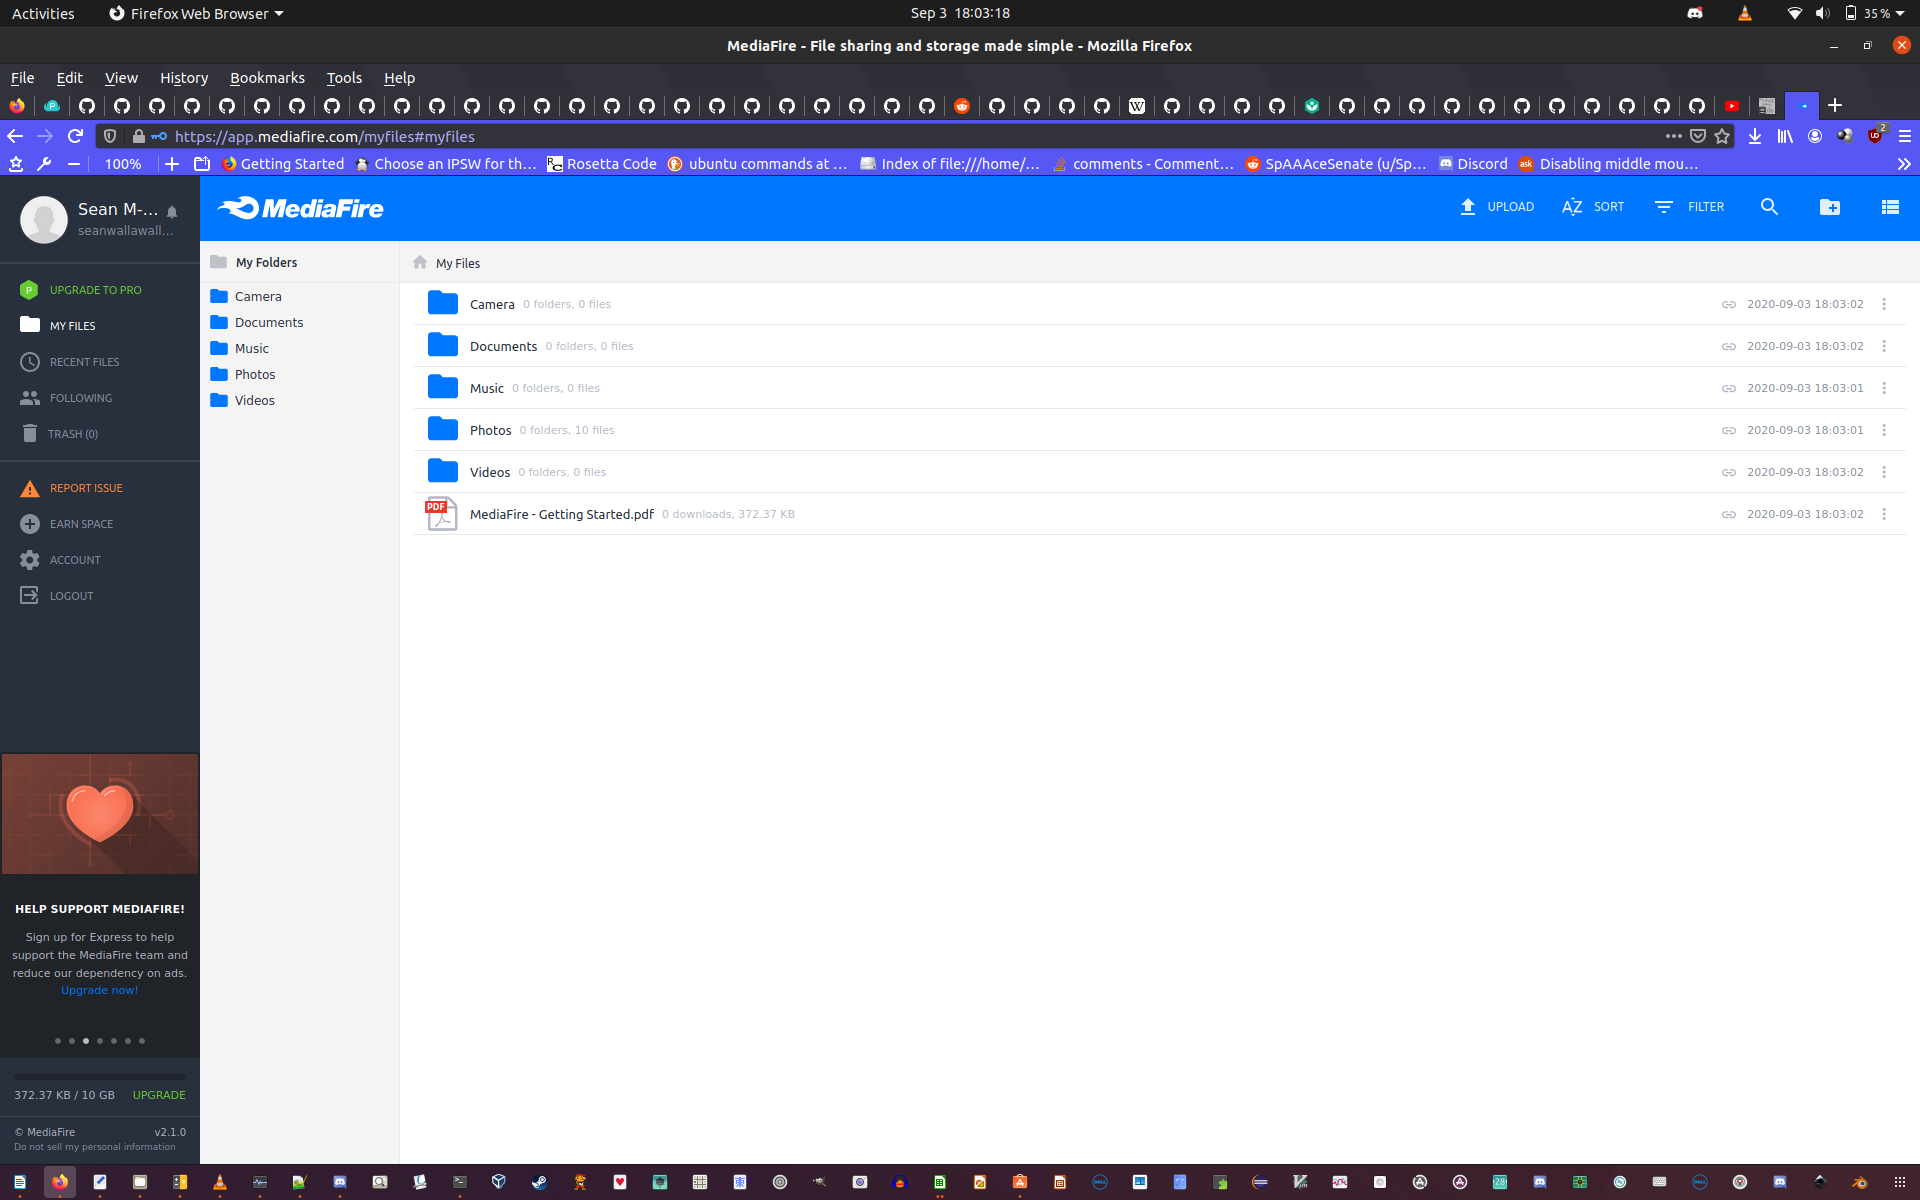 Activities Firefox Web Browser Sep 3 18:03:18 35 %
MediaFire - File sharing and storage made simple - Mozilla Firefox
File Edit View History Bookmarks Tools Help
https://app.mediafire.com/myfiles#myfiles 2
100% Getting Started Choose an IPSW for th... Rosetta Code ubuntu commands at ... Index of file:///home/... comments - Comment... SpAAAceSenate (u/Sp... Discord Disabling middle mou...
Sean M-...
seanwallawall...
UPGRADE TO PRO
MY FILES
RECENT FILES
FOLLOWING
TRASH (0)
REPORT ISSUE
EARN SPACE
ACCOUNT
LOGOUT
HELP SUPPORT MEDIAFIRE!
Sign up for Express to help
support the MediaFire team and
reduce our dependency on ads.
Upgrade now!
372.37 KB / 10 GB UPGRADE
© MediaFire v2.1.0
Do not sell my personal information
MediaFire UPLOAD SORT FILTER
My Folders
Camera
Documents
Music
Photos
Videos
My Files
Camera 0 folders, 0 files 2020-09-03 18:03:02
Documents 0 folders, 0 files 2020-09-03 18:03:02
Music 0 folders, 0 files 2020-09-03 18:03:01
Photos 0 folders, 10 files 2020-09-03 18:03:01
Videos 0 folders, 0 files 2020-09-03 18:03:02
PDF MediaFire - Getting Started.pdf 0 downloads, 372.37 KB 2020-09-03 18:03:02